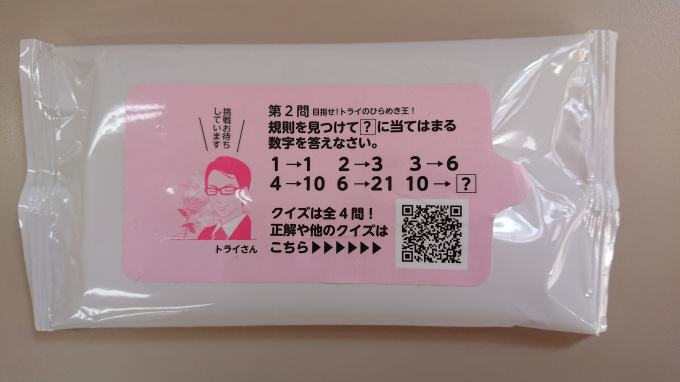 挑戦お待ち
しています
トライさん
第2問 目指せ!トライのひらめき王!
規則を見つけて?に当てはまる
数字を答えなさい。
1→1 2→3 3→6
4→10 6→21 10→?
クイズは全4問!
正解や他のクイズは
こちら▶▶▶▶▶▶